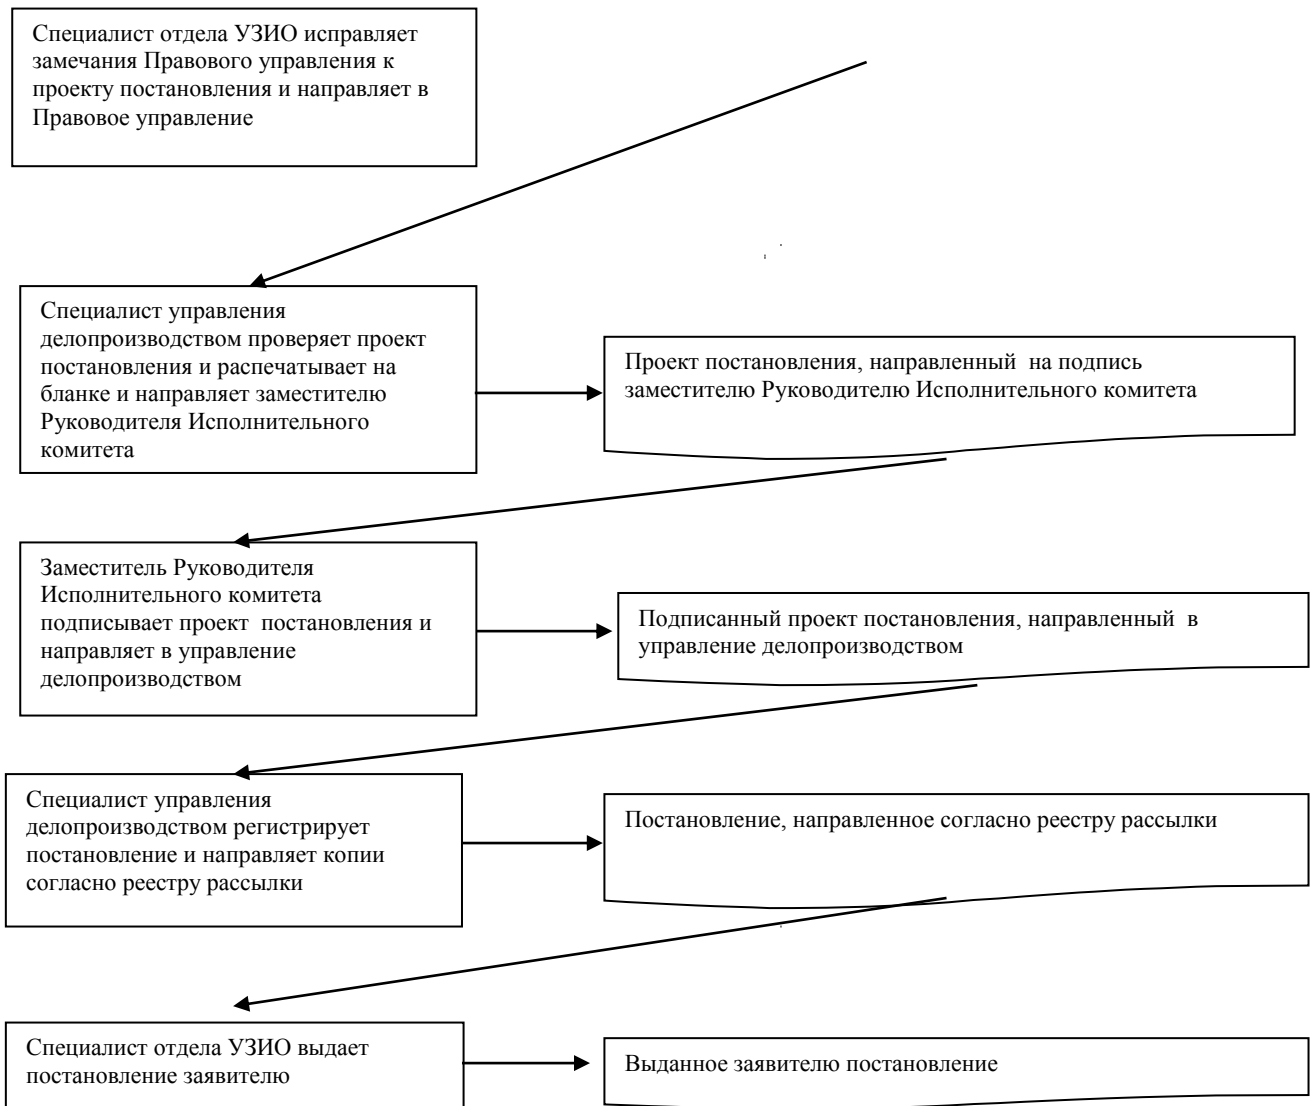 Специалист отдела УЗИО исправляет
замечания Правового управления к
проекту постановления и направляет в
Правовое управление
Специалист управления
делопроизводством проверяет проект
постановления и распечатывает на
бланке и направляет заместителю
Руководителя Исполнительного
комитета
Проект постановления, направленный на подпись
заместителю Руководителю Исполнительного комитета
Заместитель Руководителя
Исполнительного комитета
подписывает проект постановления и
направляет в управление
делопроизводством
Подписанный проект постановления, направленный в
управление делопроизводством
Специалист управления
делопроизводством регистрирует
постановление и направляет копии
согласно реестру рассылки
Постановление, направленное согласно реестру рассылки
Специалист отдела УЗИО выдает
постановление заявителю
Выданное заявителю постановление